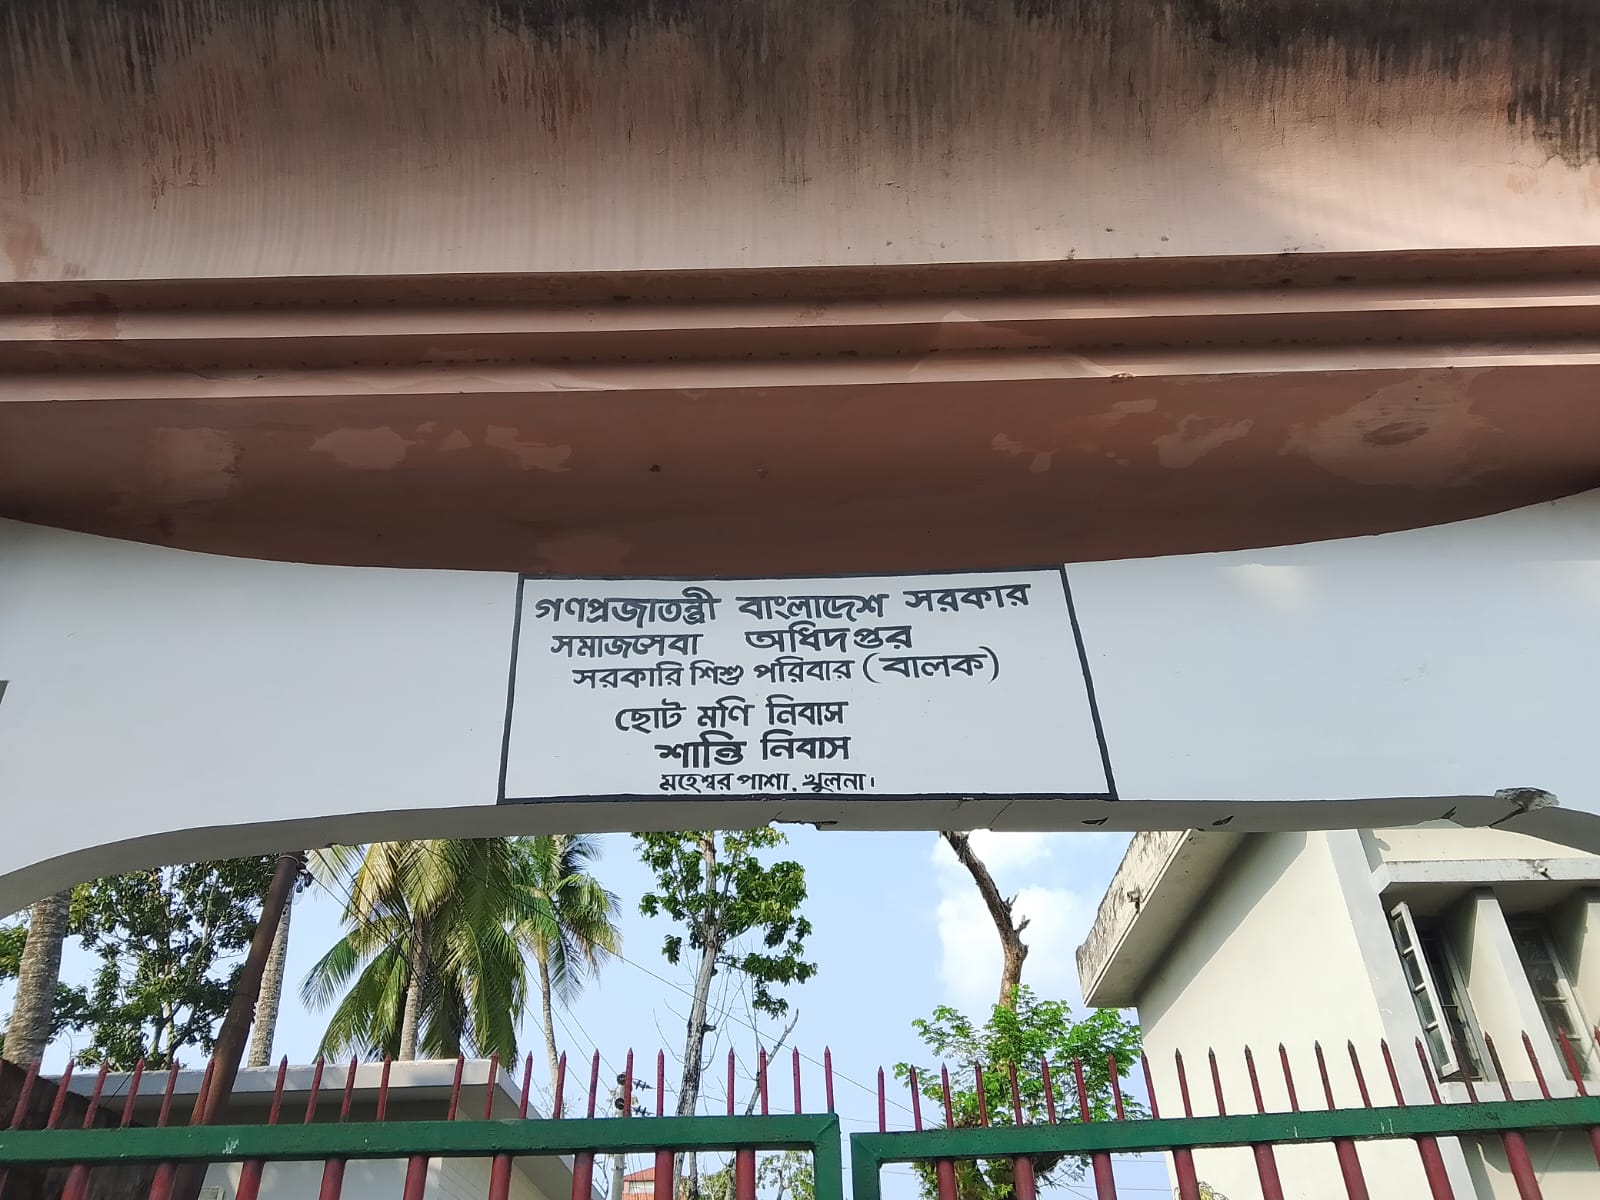 গণপ্রজাতন্ত্রী বাংলাদেশ সরকার
সমাজসেবা অধিদপ্তর
সরকারি শিশু পরিবার (বালক)
ছোট মণি নিবাস
শান্তি নিবাস
মহেশ্বর পাশা, খুলনা।